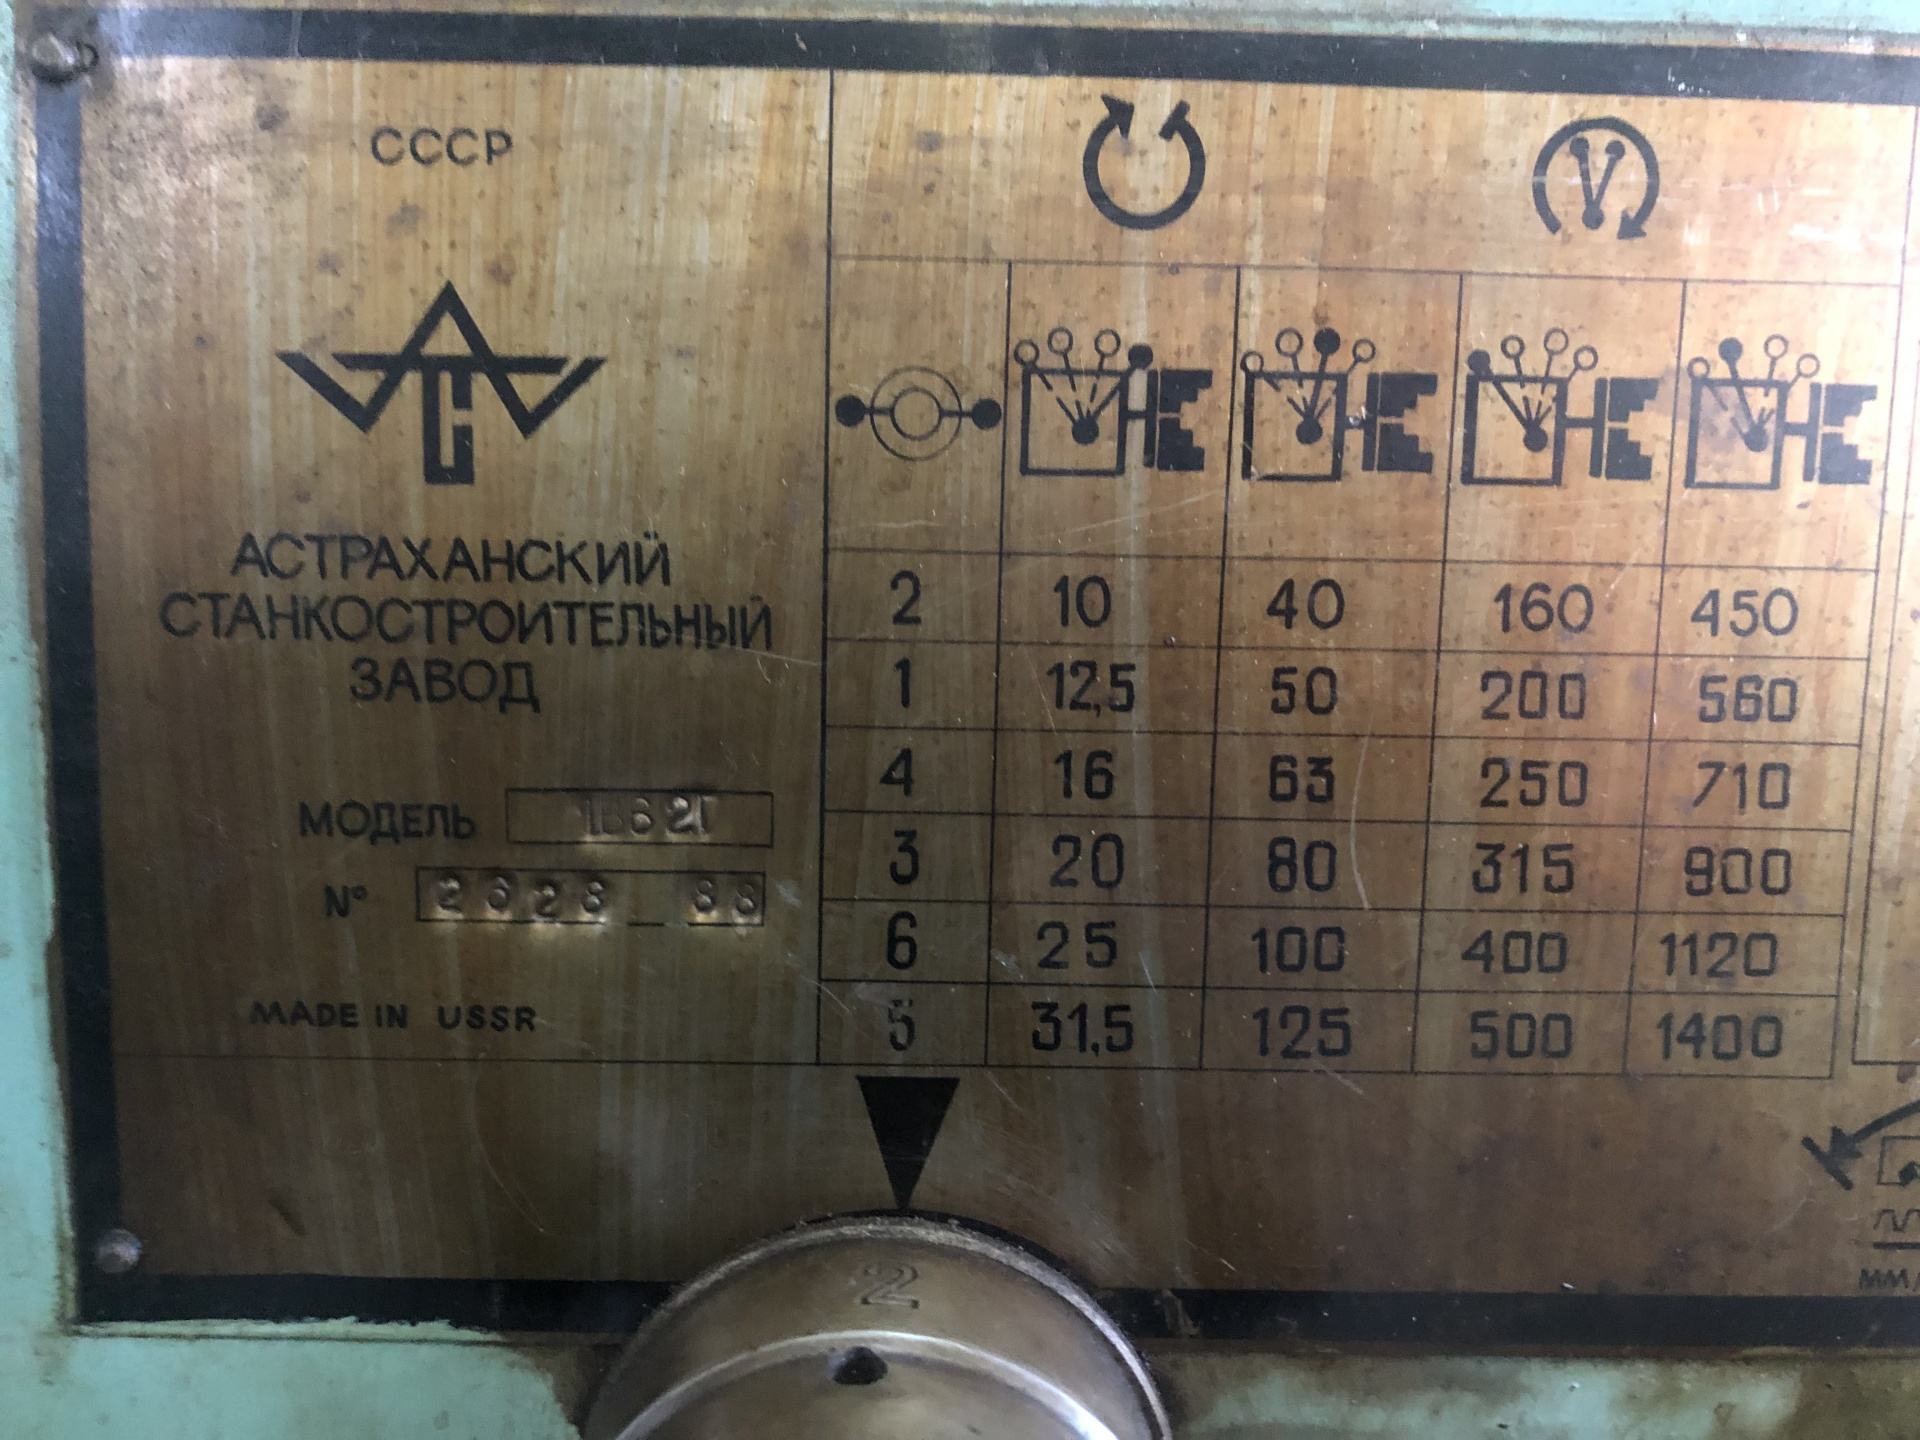 СССР
АСТРАХАНСКИЙ
СТАНКОСТРОИТЕЛЬНЫЙ
ЗАВОД
МОДЕЛЬ
№ 2628 88
MADE IN USSR
2 10 40 160 450
1 12,5 50 200 560
4 16 63 250 710
3 20 80 315 900
6 25 100 400 1120
5 31,5 125 500 1400
2